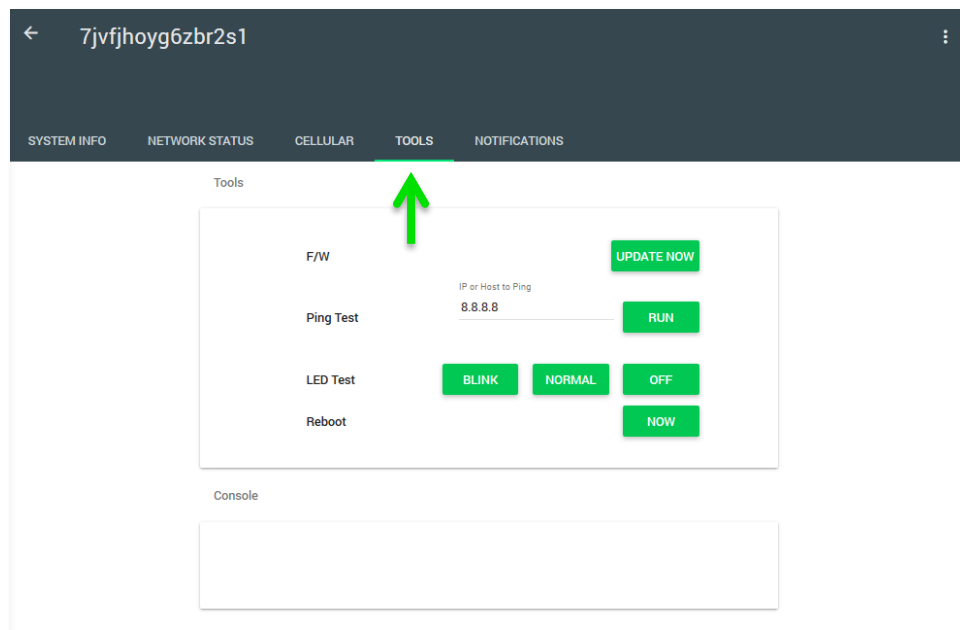 7jvfjhoyg6zbr2s1
SYSTEM INFO NETWORK STATUS CELLULAR TOOLS NOTIFICATIONS
Tools
F/W UPDATE NOW
IP or Host to Ping
8.8.8.8
Ping Test RUN
LED Test BLINK NORMAL OFF
Reboot NOW
Console